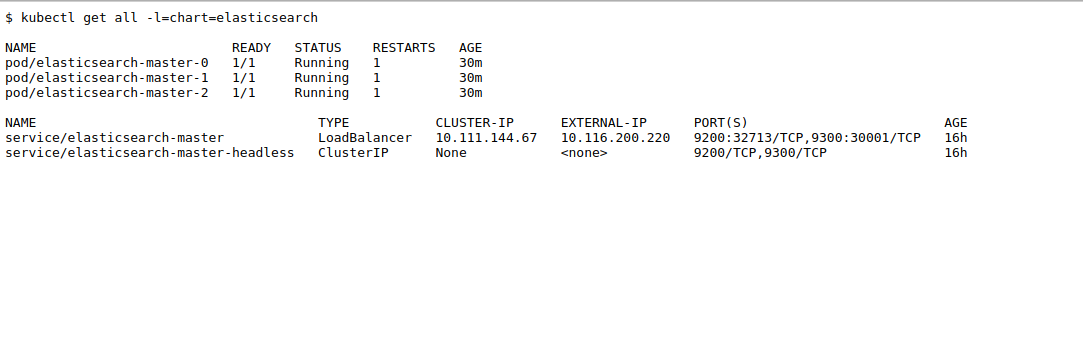 $ kubectl get all -l=chart=elasticsearch
NAME READY STATUS RESTARTS AGE
pod/elasticsearch-master-0 1/1 Running 1 30m
pod/elasticsearch-master-1 1/1 Running 1 30m
pod/elasticsearch-master-2 1/1 Running 1 30m
NAME TYPE CLUSTER-IP EXTERNAL-IP PORT(S) AGE
service/elasticsearch-master LoadBalancer 10.111.144.67 10.116.200.220 9200:32713/TCP,9300:30001/TCP 16h
service/elasticsearch-master-headless ClusterIP None <none> 9200/TCP,9300/TCP 16h